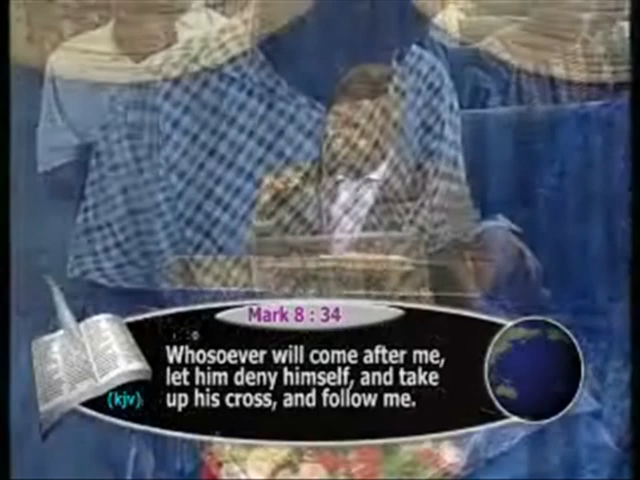 Mark 8 : 34
Whosoever will come after me,
let him deny himself, and take
up his cross, and follow me.
(kjv)